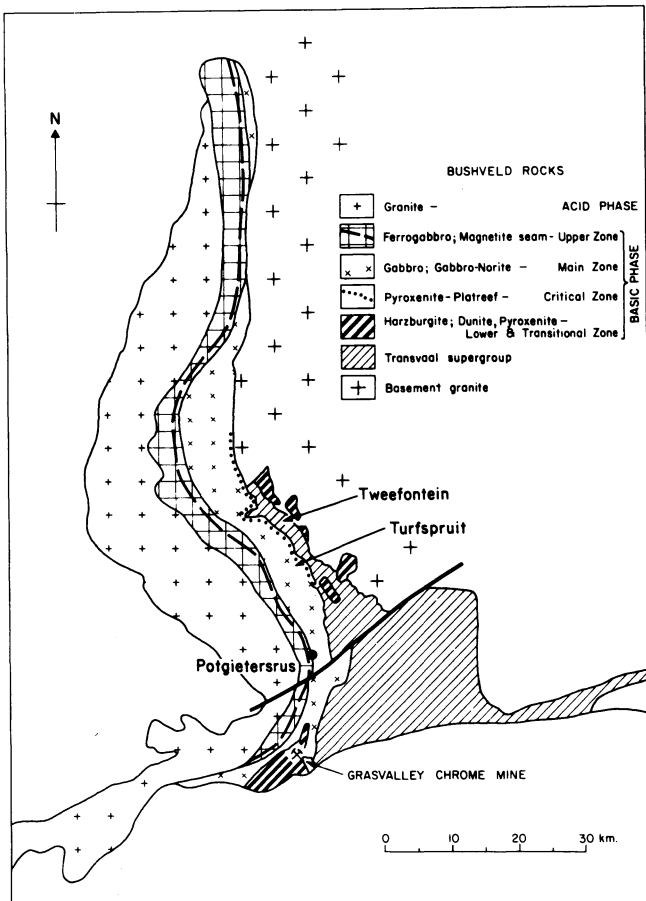 N
BUSHVELD ROCKS
Granite – ACID PHASE
Ferrogabbro; Magnetite seam – Upper Zone
Gabbro; Gabbro-Norite – Main Zone
Pyroxenite-Platreef – Critical Zone
Harzburgite; Dunite, Pyroxenite –
Lower & Transitional Zone
BASIC PHASE
Transvaal supergroup
Basement granite
Tweefontein
Turfspruit
Potgietersrus
GRASVALLEY CHROME MINE
0 10 20 30 km.